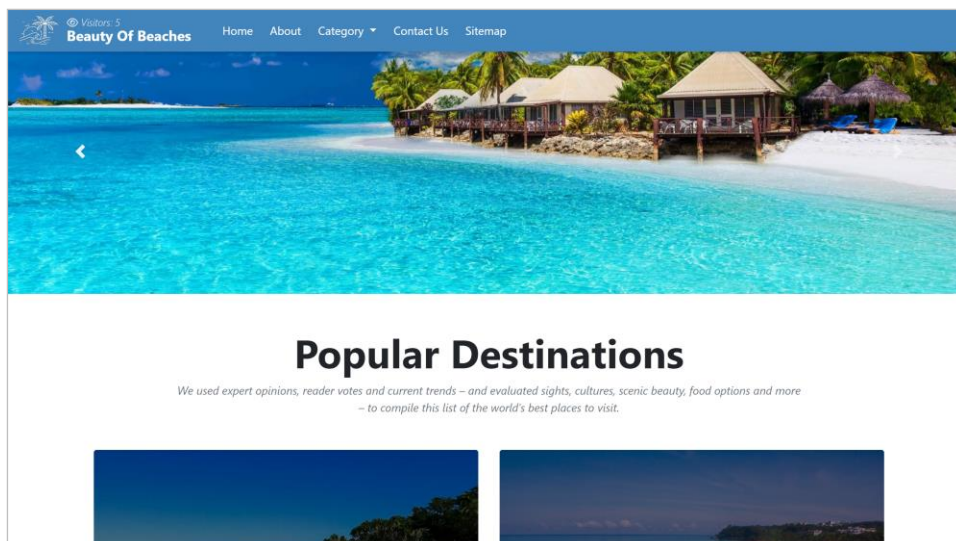 Visitors: 5
Beauty Of Beaches
Home About Category Contact Us Sitemap
Popular Destinations
We used expert opinions, reader votes and current trends – and evaluated sights, cultures, scenic beauty, food options and more
– to compile this list of the world's best places to visit.